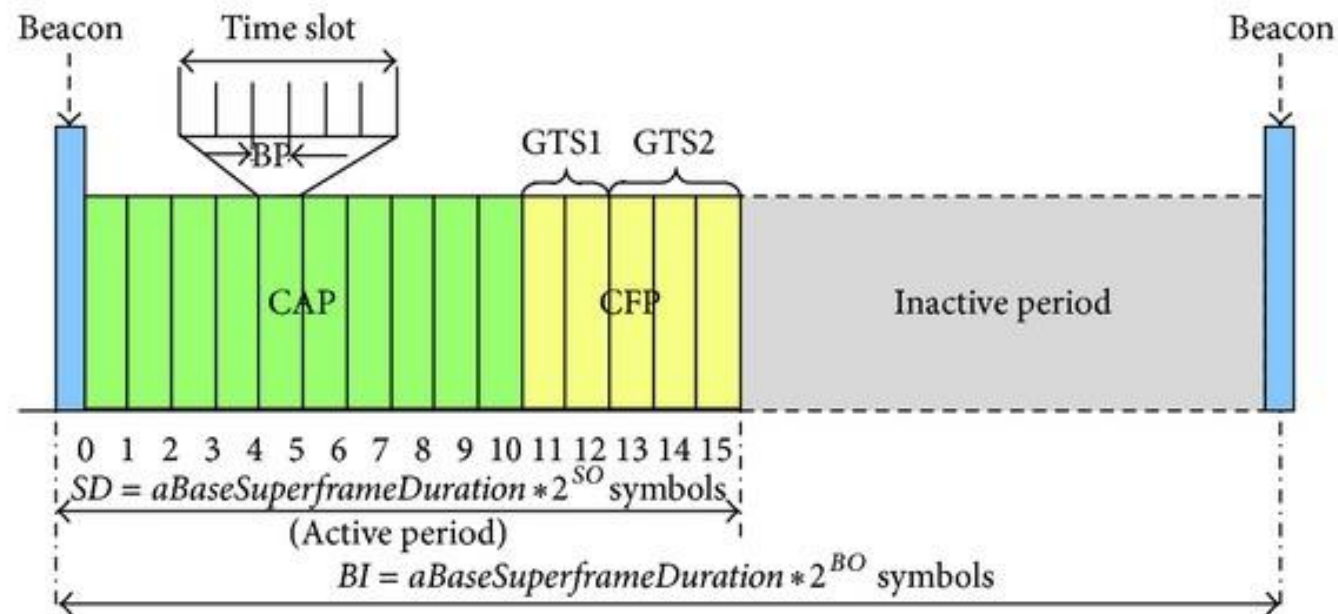 Beacon Time slot Beacon
BP GTS1 GTS2
CAP CFP Inactive period
0 1 2 3 4 5 6 7 8 9 10 11 12 13 14 15
SD = aBaseSuperframeDuration * 2^SO symbols
(Active period)
BI = aBaseSuperframeDuration * 2^BO symbols